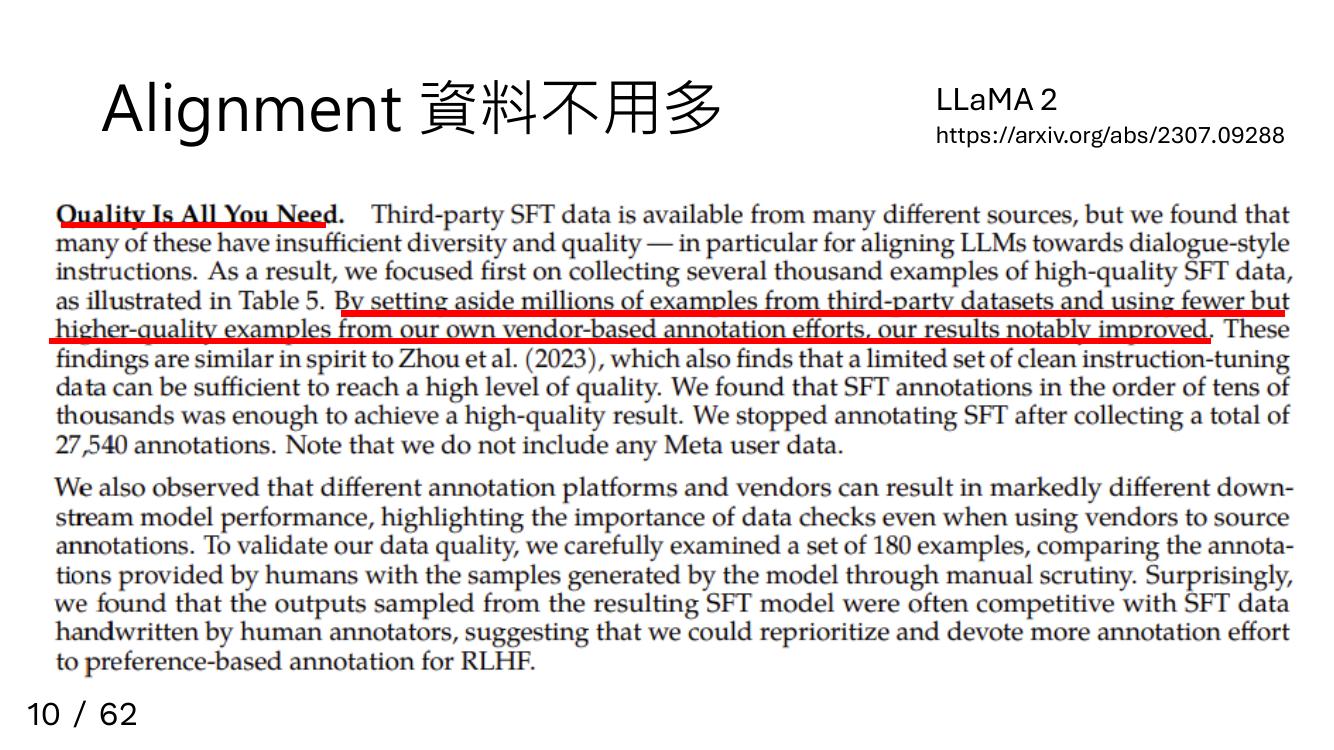 Alignment 資料不用多
LLaMA 2
https://arxiv.org/abs/2307.09288
Quality Is All You Need. Third-party SFT data is available from many different sources, but we found that
many of these have insufficient diversity and quality — in particular for aligning LLMs towards dialogue-style
instructions. As a result, we focused first on collecting several thousand examples of high-quality SFT data,
as illustrated in Table 5. By setting aside millions of examples from third-party datasets and using fewer but
higher-quality examples from our own vendor-based annotation efforts, our results notably improved. These
findings are similar in spirit to Zhou et al. (2023), which also finds that a limited set of clean instruction-tuning
data can be sufficient to reach a high level of quality. We found that SFT annotations in the order of tens of
thousands was enough to achieve a high-quality result. We stopped annotating SFT after collecting a total of
27,540 annotations. Note that we do not include any Meta user data.
We also observed that different annotation platforms and vendors can result in markedly different down-
stream model performance, highlighting the importance of data checks even when using vendors to source
annotations. To validate our data quality, we carefully examined a set of 180 examples, comparing the annota-
tions provided by humans with the samples generated by the model through manual scrutiny. Surprisingly,
we found that the outputs sampled from the resulting SFT model were often competitive with SFT data
handwritten by human annotators, suggesting that we could reprioritize and devote more annotation effort
to preference-based annotation for RLHF.
10 / 62